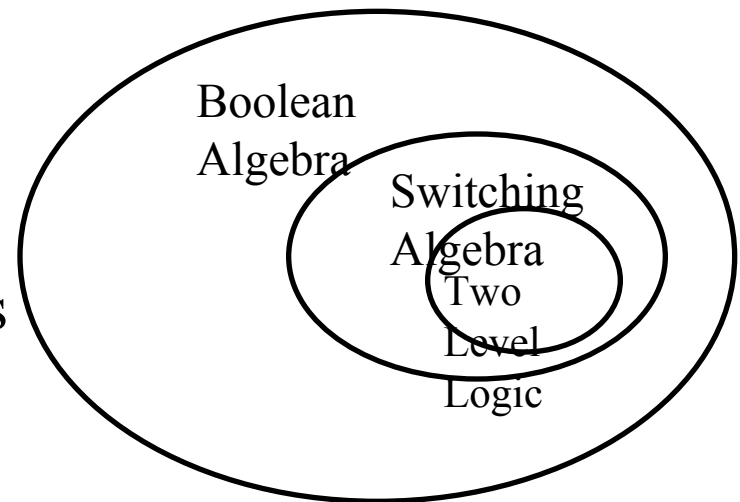 Boolean
Algebra
Switching
Algebra
Two
Level
Logic
s